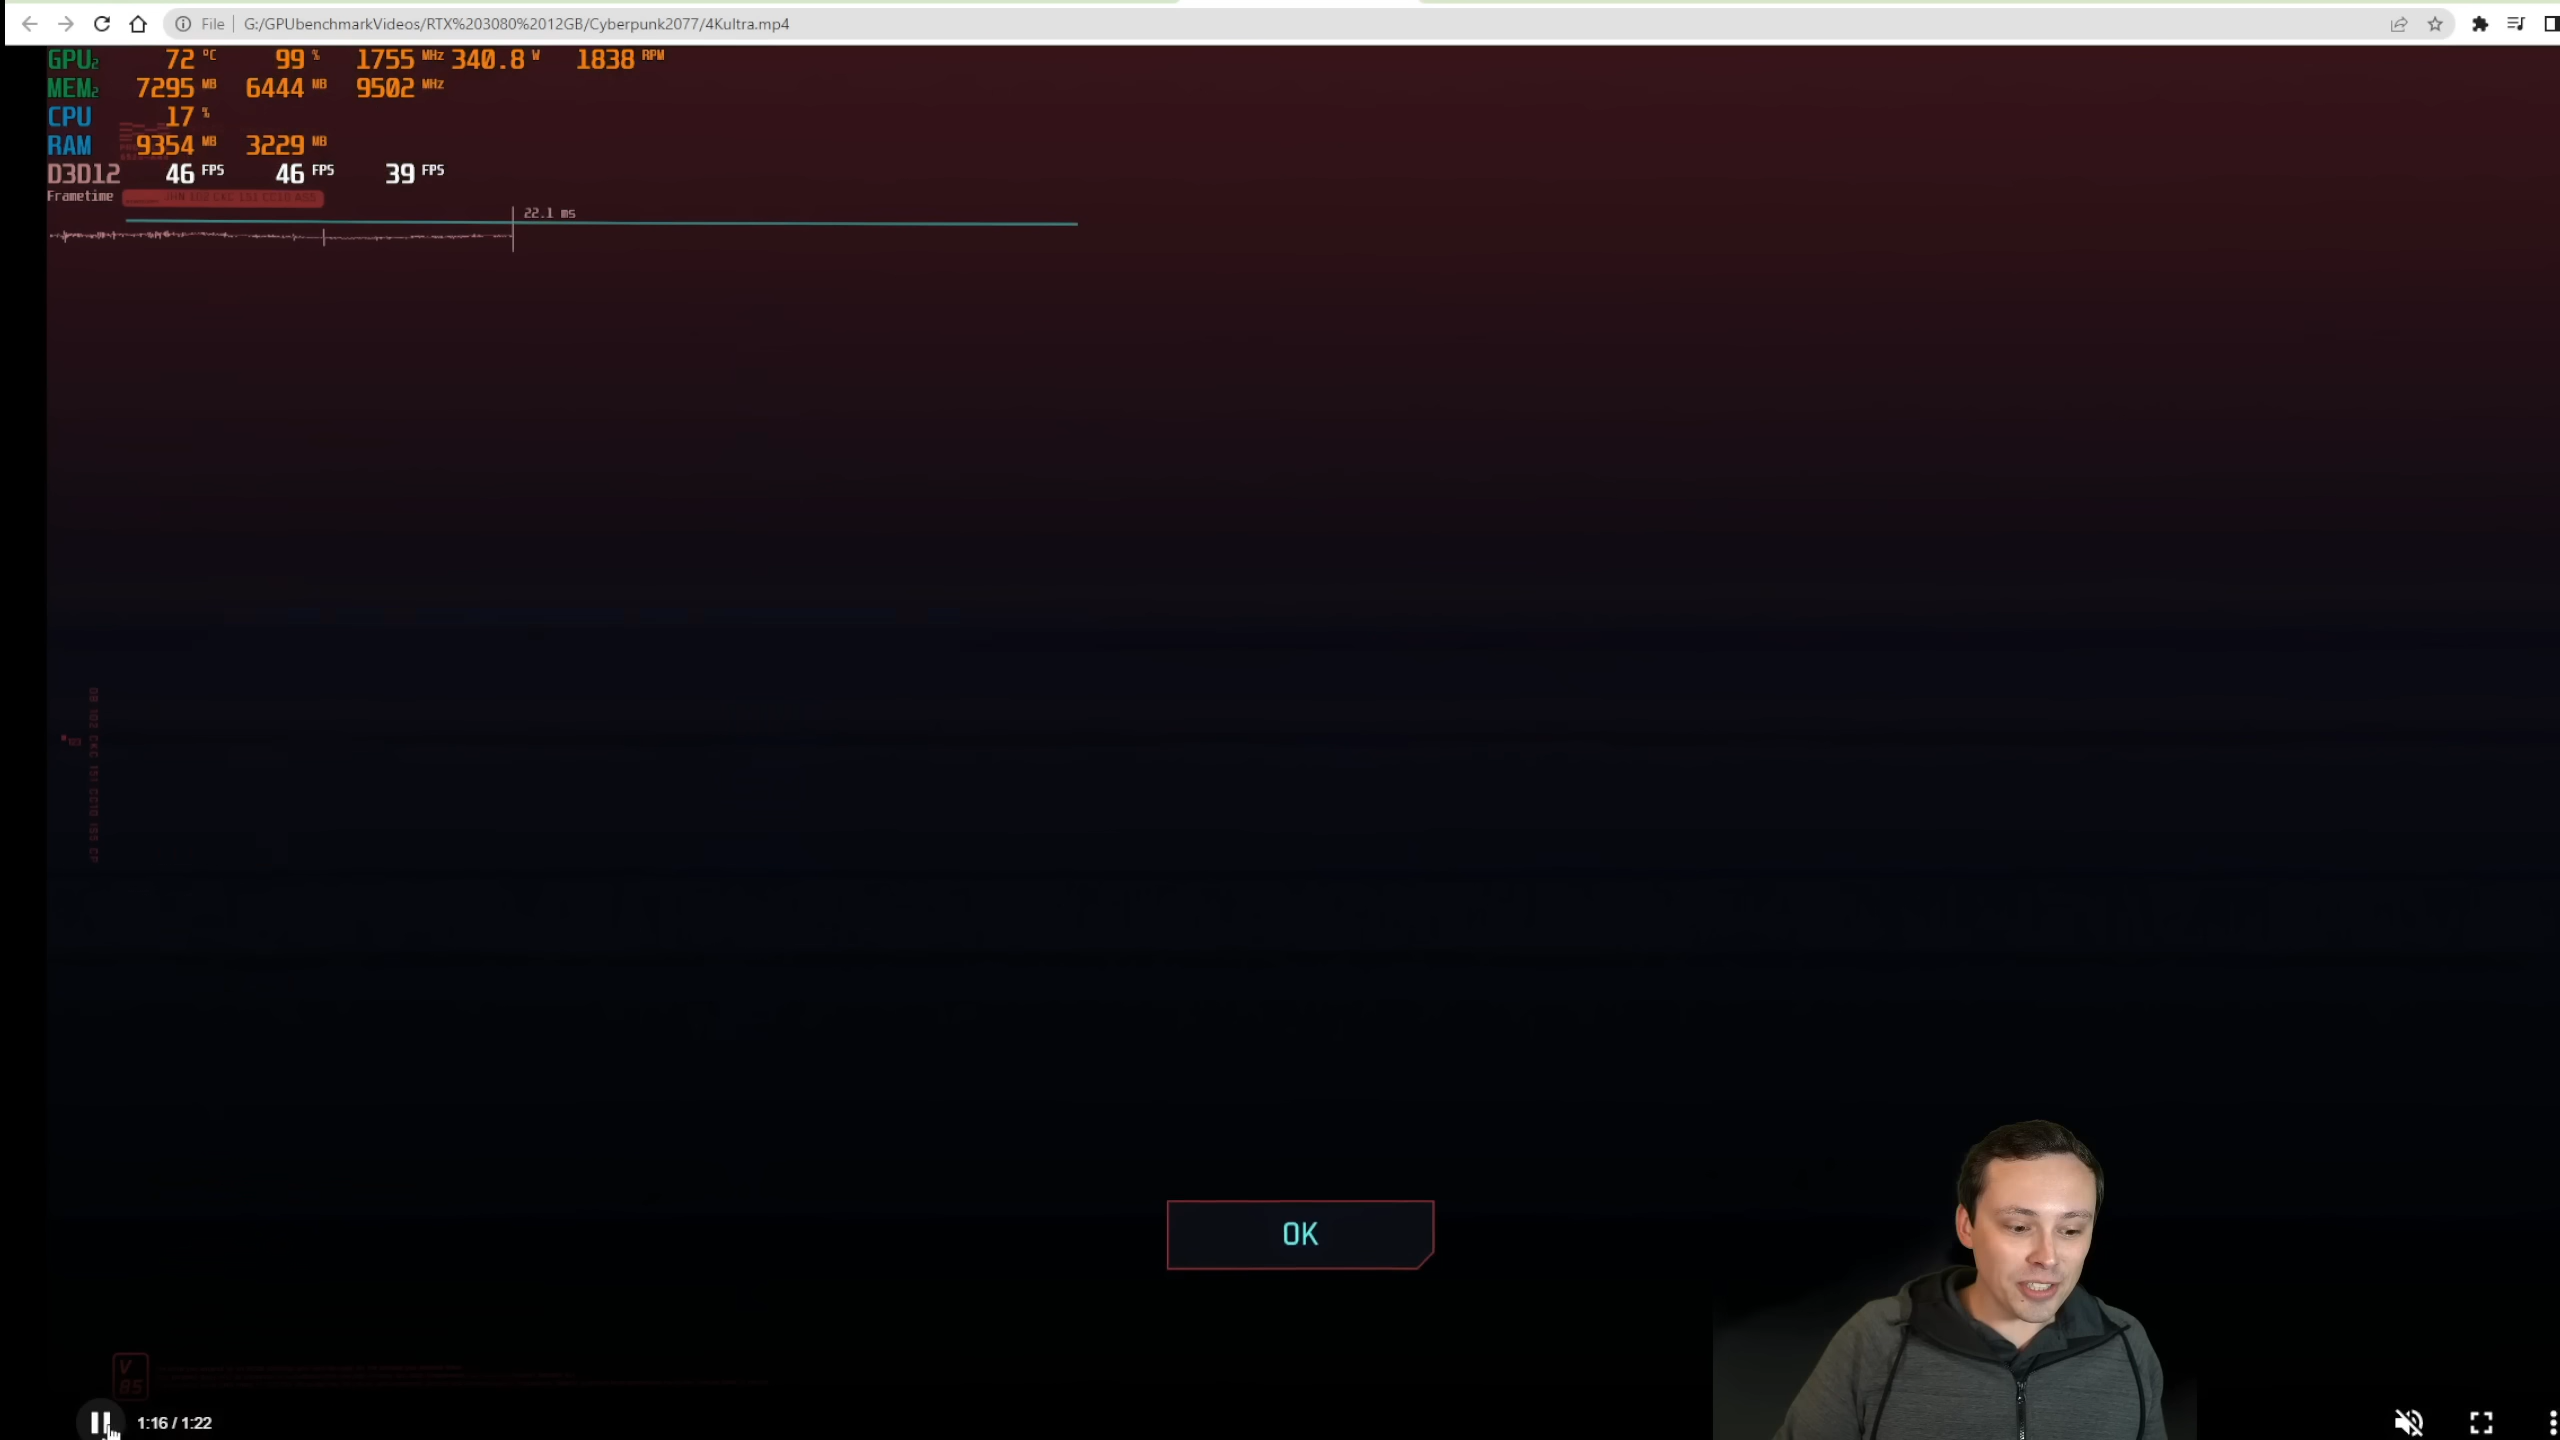 File G:/GPUbenchmarkVideos/RTX%203080%2012GB/Cyberpunk2077/4Kultra.mp4
GPU2 72 °C 99 % 1755 MHz 340.8 W 1838 RPM
MEM2 7295 MB 6444 MB 9502 MHz
CPU 17 %
RAM 9354 MB 3229 MB
D3D12 46 FPS 46 FPS 39 FPS
Frametime
22.1 ms
OK
V
85
1:16 / 1:22